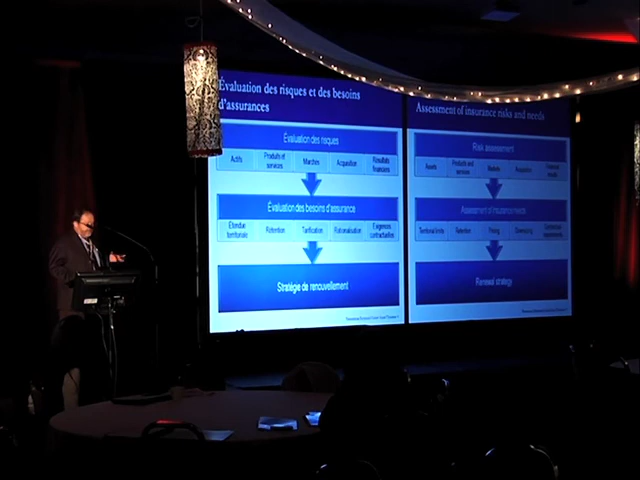 Évaluation des risques et des besoins
d'assurances
Évaluation des risques
Actifs Produits et Marchés Acquisition Résultats
services financiers
Évaluation des besoins d'assurance
Étendue Rétention Tarification Rationalisation Exigences
territoriale contractuelles
Stratégie de renouvellement
Assessment of insurance risks and needs
Risk assessment
Assets Products and Markets Acquisition Financial
services results
Assessment of insurance needs
Territorial limits Retention Pricing
Renewal strategy